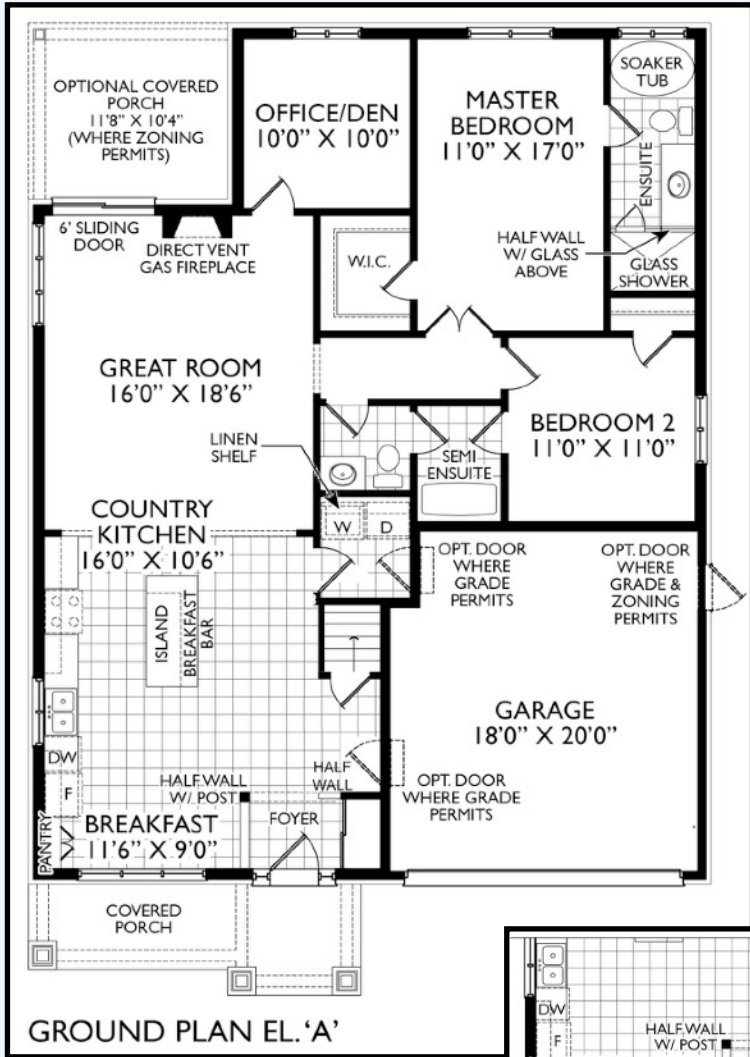 OPTIONAL COVERED
PORCH
11'8" X 10'4"
(WHERE ZONING
PERMITS)
OFFICE/DEN
10'0" X 10'0"
MASTER
BEDROOM
11'0" X 17'0"
SOAKER
TUB
ENSUITE
6' SLIDING
DOOR
DIRECT VENT
GAS FIREPLACE
W.I.C.
HALF WALL
W/ GLASS
ABOVE
GLASS
SHOWER
GREAT ROOM
16'0" X 18'6"
BEDROOM 2
11'0" X 11'0"
LINEN
SHELF
SEMI
ENSUITE
COUNTRY
KITCHEN
16'0" X 10'6"
W
D
OPT. DOOR
WHERE
GRADE
PERMITS
OPT. DOOR
WHERE
GRADE &
ZONING
PERMITS
ISLAND
BREAKFAST
BAR
GARAGE
18'0" X 20'0"
DW
F
HALF WALL
W/ POST
HALF
WALL
OPT. DOOR
WHERE GRADE
PERMITS
PANTRY
BREAKFAST
11'6" X 9'0"
FOYER
COVERED
PORCH
GROUND PLAN EL. 'A'
DW
F
HALF WALL
W/ POST